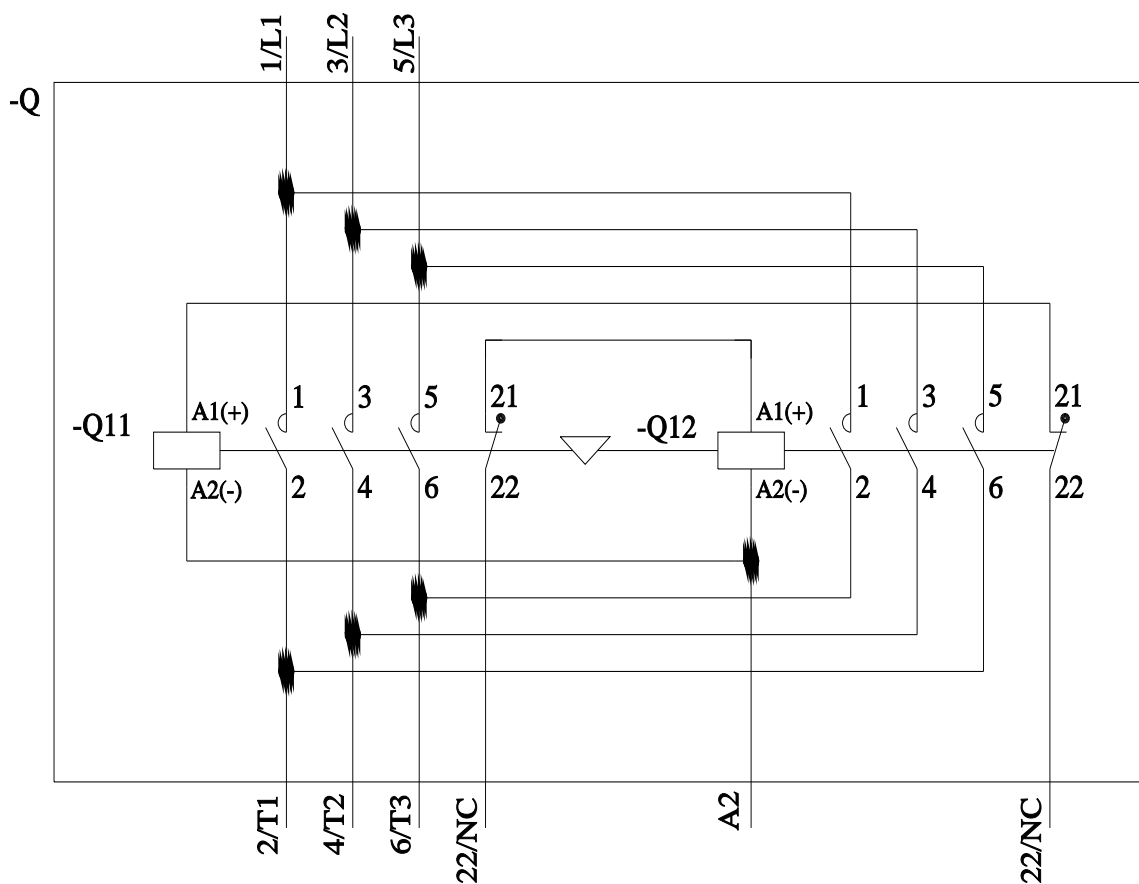 1/L1
3/L2
5/L3
-Q
1
3
5
21
1
3
5
21
A1(+)
A1(+)
-Q11
-Q12
A2(-)
2
4
6
22
A2(-)
2
4
6
22
2/T1
4/T2
6/T3
22/NC
A2
22/NC